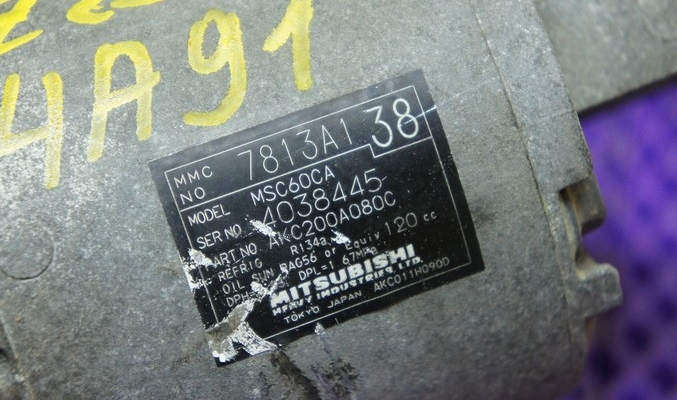 4A91
MMC NO 7813A138
MODEL MSC60CA
SER NO 4038445
PART NO. AKC200A080C
REFRIG R134a
OIL SUN PAG56 or Equiv 120 cc
DPH= DPL=1.67MPa
MITSUBISHI
HEAVY INDUSTRIES, LTD.
TOKYO JAPAN AKC011H090D